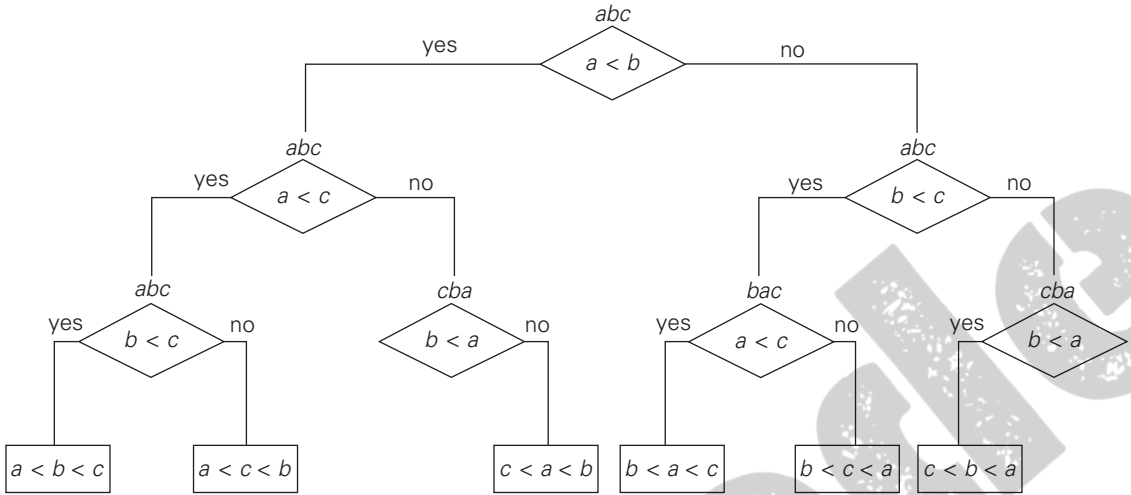 abc
yes
a < b
no
abc
abc
yes
a < c
no
yes
b < c
no
abc
cba
bac
cba
yes
b < c
no
b < a
no
yes
a < c
no
yes
b < a
a < b < c
a < c < b
c < a < b
b < a < c
b < c < a
c < b < a